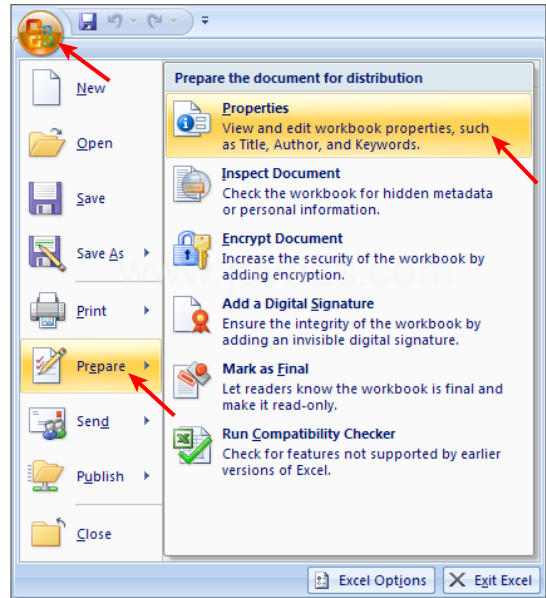 New
Open
Save
Save As
Print
Prepare
Send
Publish
Close
Prepare the document for distribution
Properties
View and edit workbook properties, such
as Title, Author, and Keywords.
Inspect Document
Check the workbook for hidden metadata
or personal information.
Encrypt Document
Increase the security of the workbook by
adding encryption.
Add a Digital Signature
Ensure the integrity of the workbook by
adding an invisible digital signature.
Mark as Final
Let readers know the workbook is final and
make it read-only.
Run Compatibility Checker
Check for features not supported by earlier
versions of Excel.
Excel Options
Exit Excel